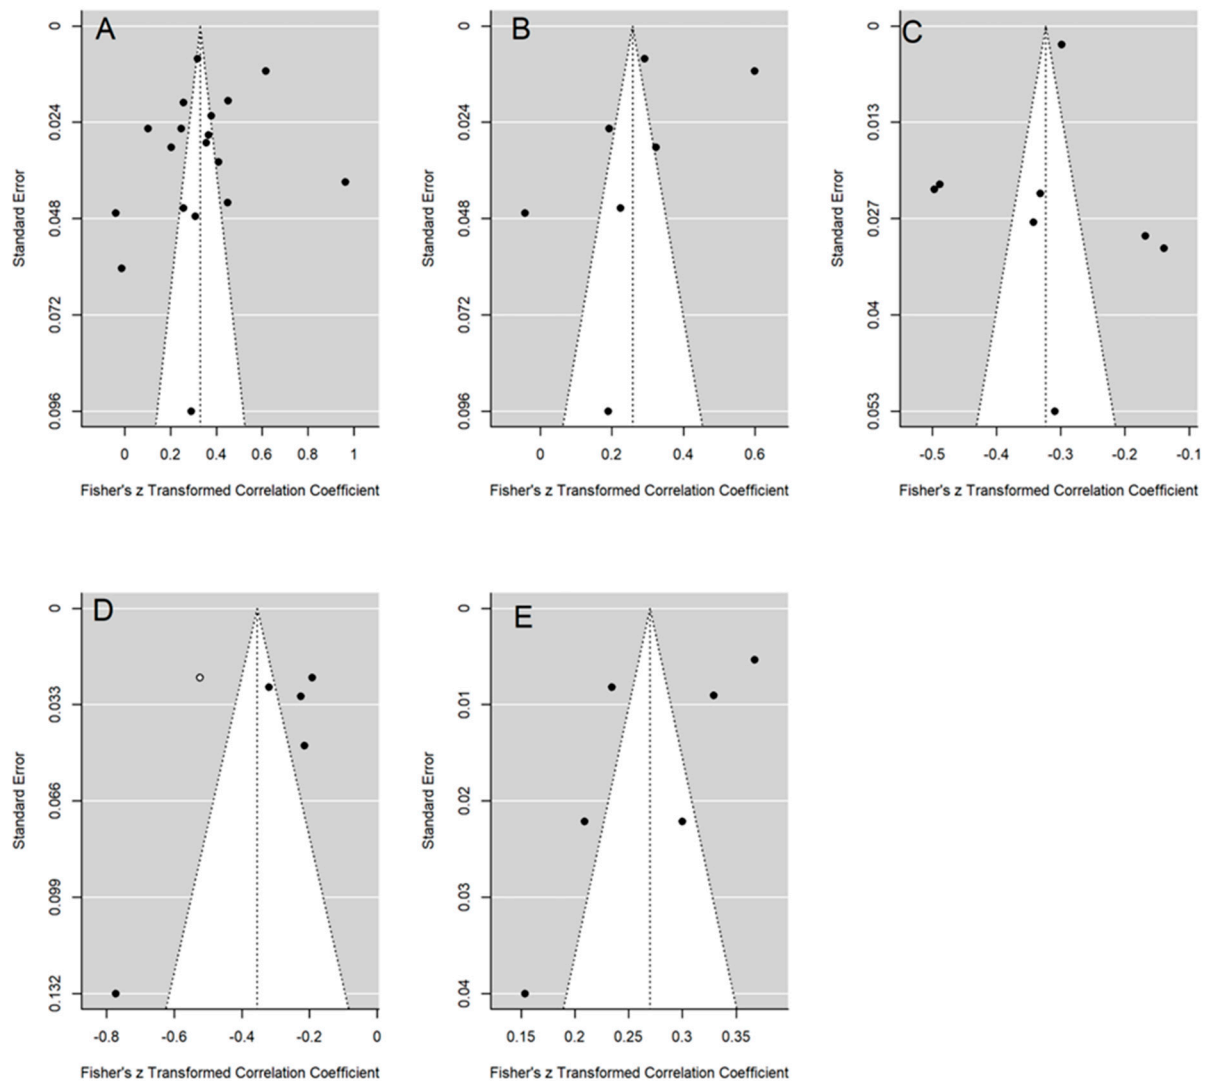 A
0
0.024
0.048
0.072
0.096
Standard Error
0 0.2 0.4 0.6 0.8 1
Fisher's z Transformed Correlation Coefficient
B
0
0.024
0.048
0.072
0.096
Standard Error
0 0.2 0.4 0.6
Fisher's z Transformed Correlation Coefficient
C
0
0.013
0.027
0.04
0.053
Standard Error
-0.5 -0.4 -0.3 -0.2 -0.1
Fisher's z Transformed Correlation Coefficient
D
0
0.033
0.066
0.099
0.132
Standard Error
-0.8 -0.6 -0.4 -0.2 0
Fisher's z Transformed Correlation Coefficient
E
0
0.01
0.02
0.03
0.04
Standard Error
0.15 0.2 0.25 0.3 0.35
Fisher's z Transformed Correlation Coefficient